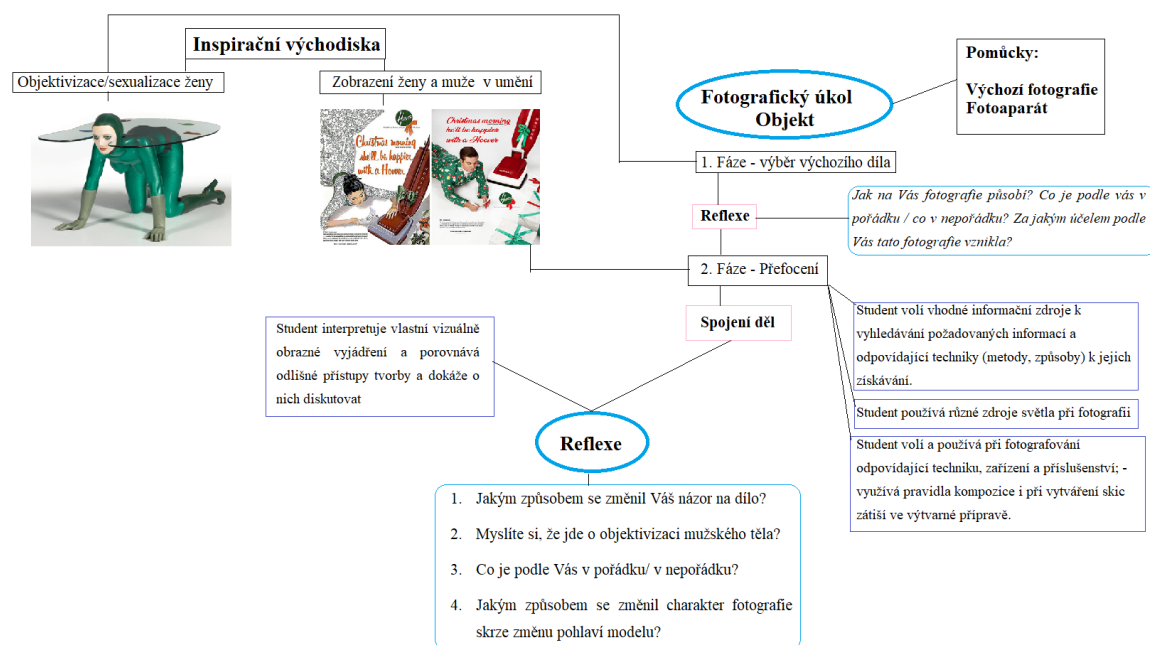 Inspirační východiska
Objektivizace/sexualizace ženy
Zobrazení ženy a muže v umění
Christmas morning
she'll be happier
with a Hoover
Christmas morning
he'll be happier
with a Hoover
Fotografický úkol
Objekt
Pomůcky:
Výchozí fotografie
Fotoaparát
1. Fáze - výběr výchozího díla
Reflexe
Jak na Vás fotografie působí? Co je podle vás v
pořádku / co v nepořádku? Za jakým účelem podle
Vás tato fotografie vznikla?
2. Fáze - Přefocení
Spojení děl
Student interpretuje vlastní vizuálně
obrazné vyjádření a porovnává
odlišné přístupy tvorby a dokáže o
nich diskutovat
Student volí vhodné informační zdroje k
vyhledávání požadovaných informací a
odpovídající techniky (metody, způsoby) k jejich
získávání.
Student používá různé zdroje světla při fotografii
Student volí a používá při fotografování
odpovídající techniku, zařízení a příslušenství; -
využívá pravidla kompozice i při vytváření skic
zátiší ve výtvarné přípravě.
Reflexe
1. Jakým způsobem se změnil Váš názor na dílo?
2. Myslíte si, že jde o objektivizaci mužského těla?
3. Co je podle Vás v pořádku/ v nepořádku?
4. Jakým způsobem se změnil charakter fotografie
skrze změnu pohlaví modelu?